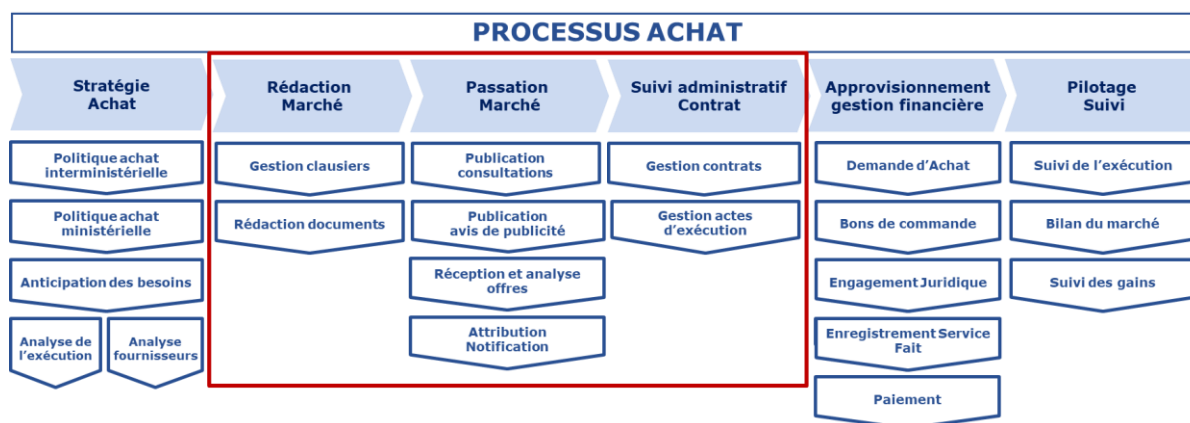 PROCESSUS ACHAT
Stratégie
Achat
Rédaction
Marché
Passation
Marché
Suivi administratif
Contrat
Approvisionnement
gestion financière
Pilotage
Suivi
Politique achat
interministérielle
Politique achat
ministérielle
Anticipation des besoins
Analyse de
l'exécution
Analyse
fournisseurs
Gestion clausiers
Rédaction documents
Publication
consultations
Publication
avis de publicité
Réception et analyse
offres
Attribution
Notification
Gestion contrats
Gestion actes
d'exécution
Demande d'Achat
Bons de commande
Engagement Juridique
Enregistrement Service
Fait
Paiement
Suivi de l'exécution
Bilan du marché
Suivi des gains